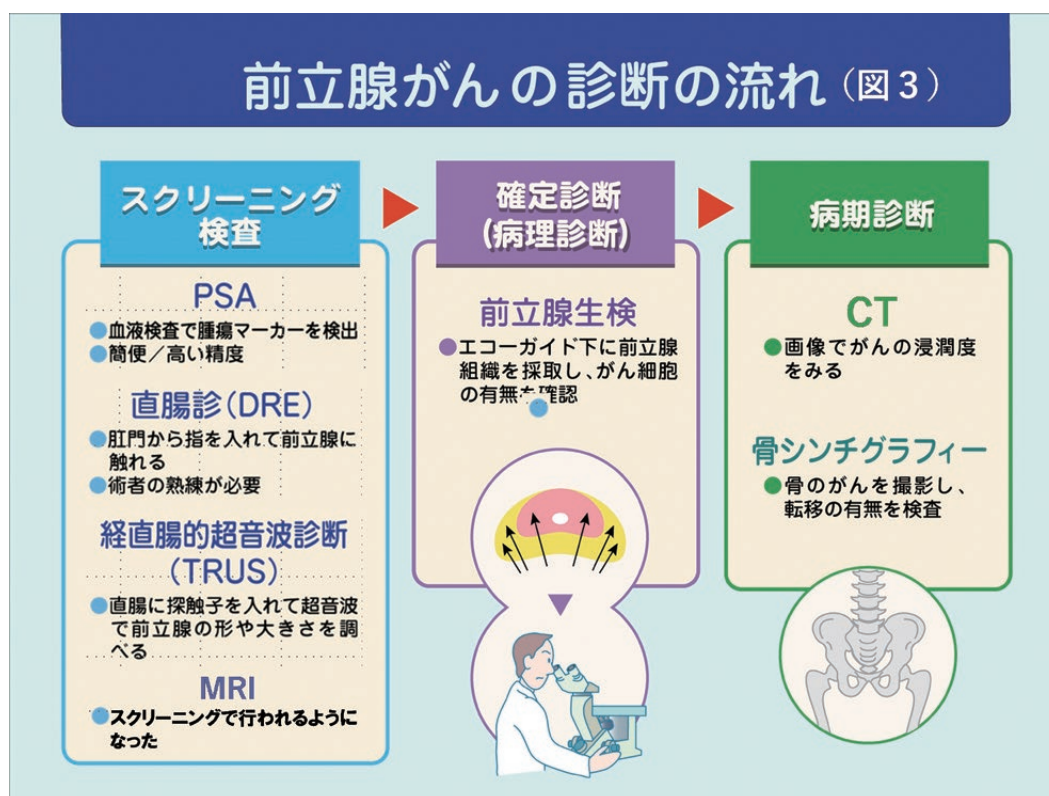 前立腺がんの診断の流れ（図3）
スクリーニング
検査
PSA
●血液検査で腫瘍マーカーを検出
●簡便／高い精度
直腸診（DRE）
●肛門から指を入れて前立腺に
触れる
●術者の熟練が必要
経直腸的超音波診断
（TRUS）
●直腸に探触子を入れて超音波
で前立腺の形や大きさを調
べる
MRI
●スクリーニングで行われるように
なった
確定診断
（病理診断）
前立腺生検
●エコーガイド下に前立腺
組織を採取し、がん細胞
の有無を確認
病期診断
CT
●画像でがんの浸潤度
をみる
骨シンチグラフィー
●骨のがんを撮影し、
転移の有無を検査